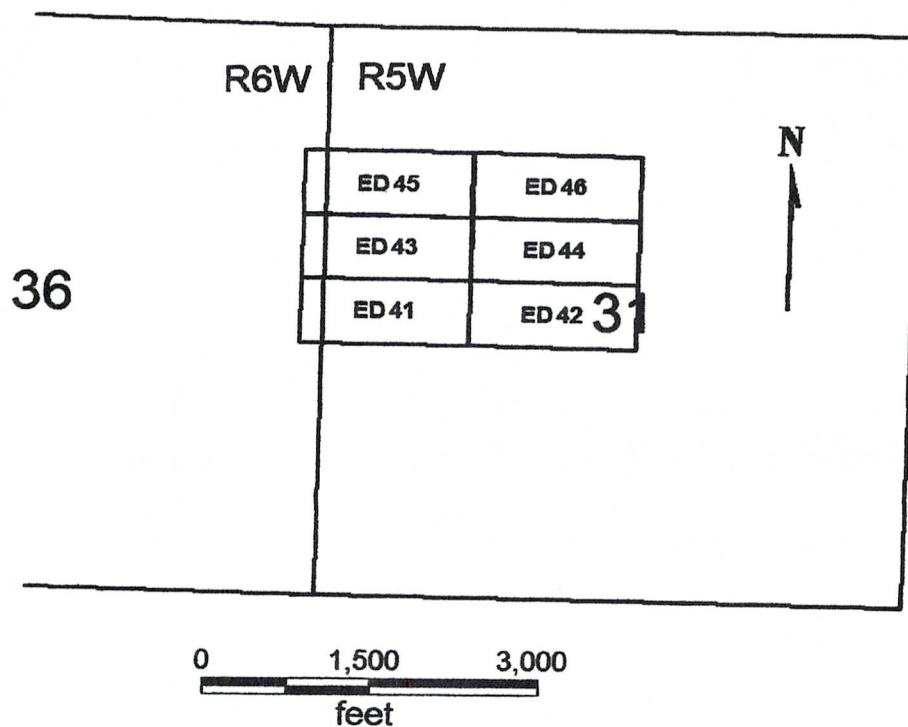 R6W R5W
N
ED 45 ED 46
ED 43 ED 44
36
ED 41 ED 42 31
0 1,500 3,000
feet